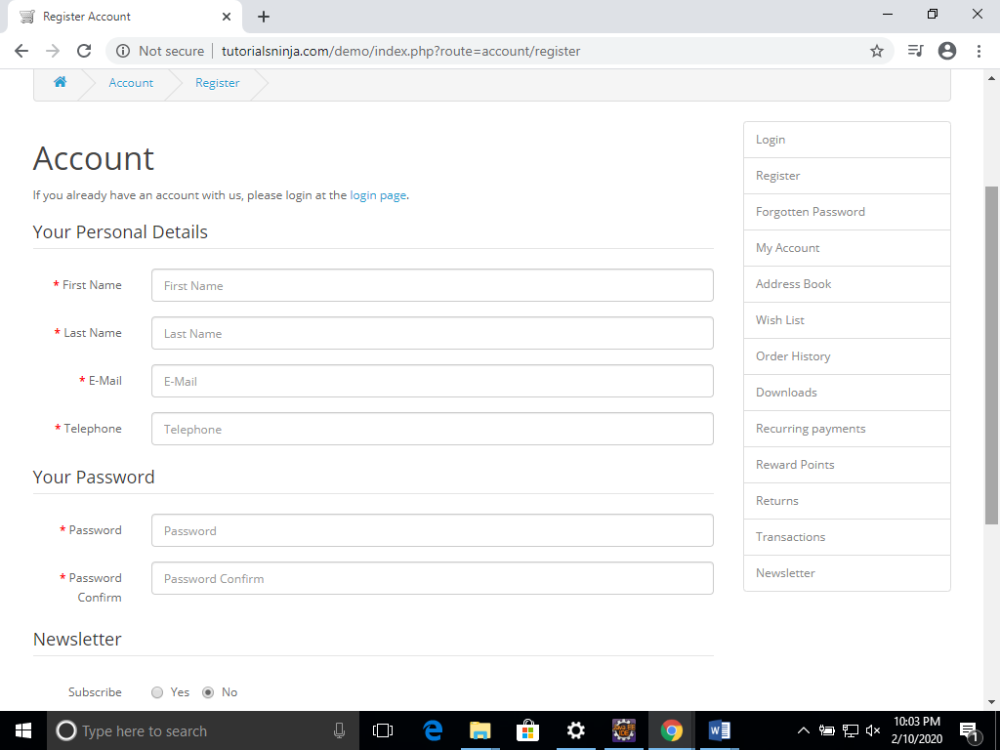 Register Account
Not secure
tutorialsninja.com/demo/index.php?route=account/register
Account
Register
Account
If you already have an account with us, please login at the login page.
Your Personal Details
* First Name
First Name
* Last Name
Last Name
* E-Mail
E-Mail
* Telephone
Telephone
Your Password
* Password
Password
* Password
Confirm
Password Confirm
Newsletter
Subscribe
Yes
No
Login
Register
Forgotten Password
My Account
Address Book
Wish List
Order History
Downloads
Recurring payments
Reward Points
Returns
Transactions
Newsletter
Type here to search
Java EE
IDE
W
10:03 PM
2/10/2020
1